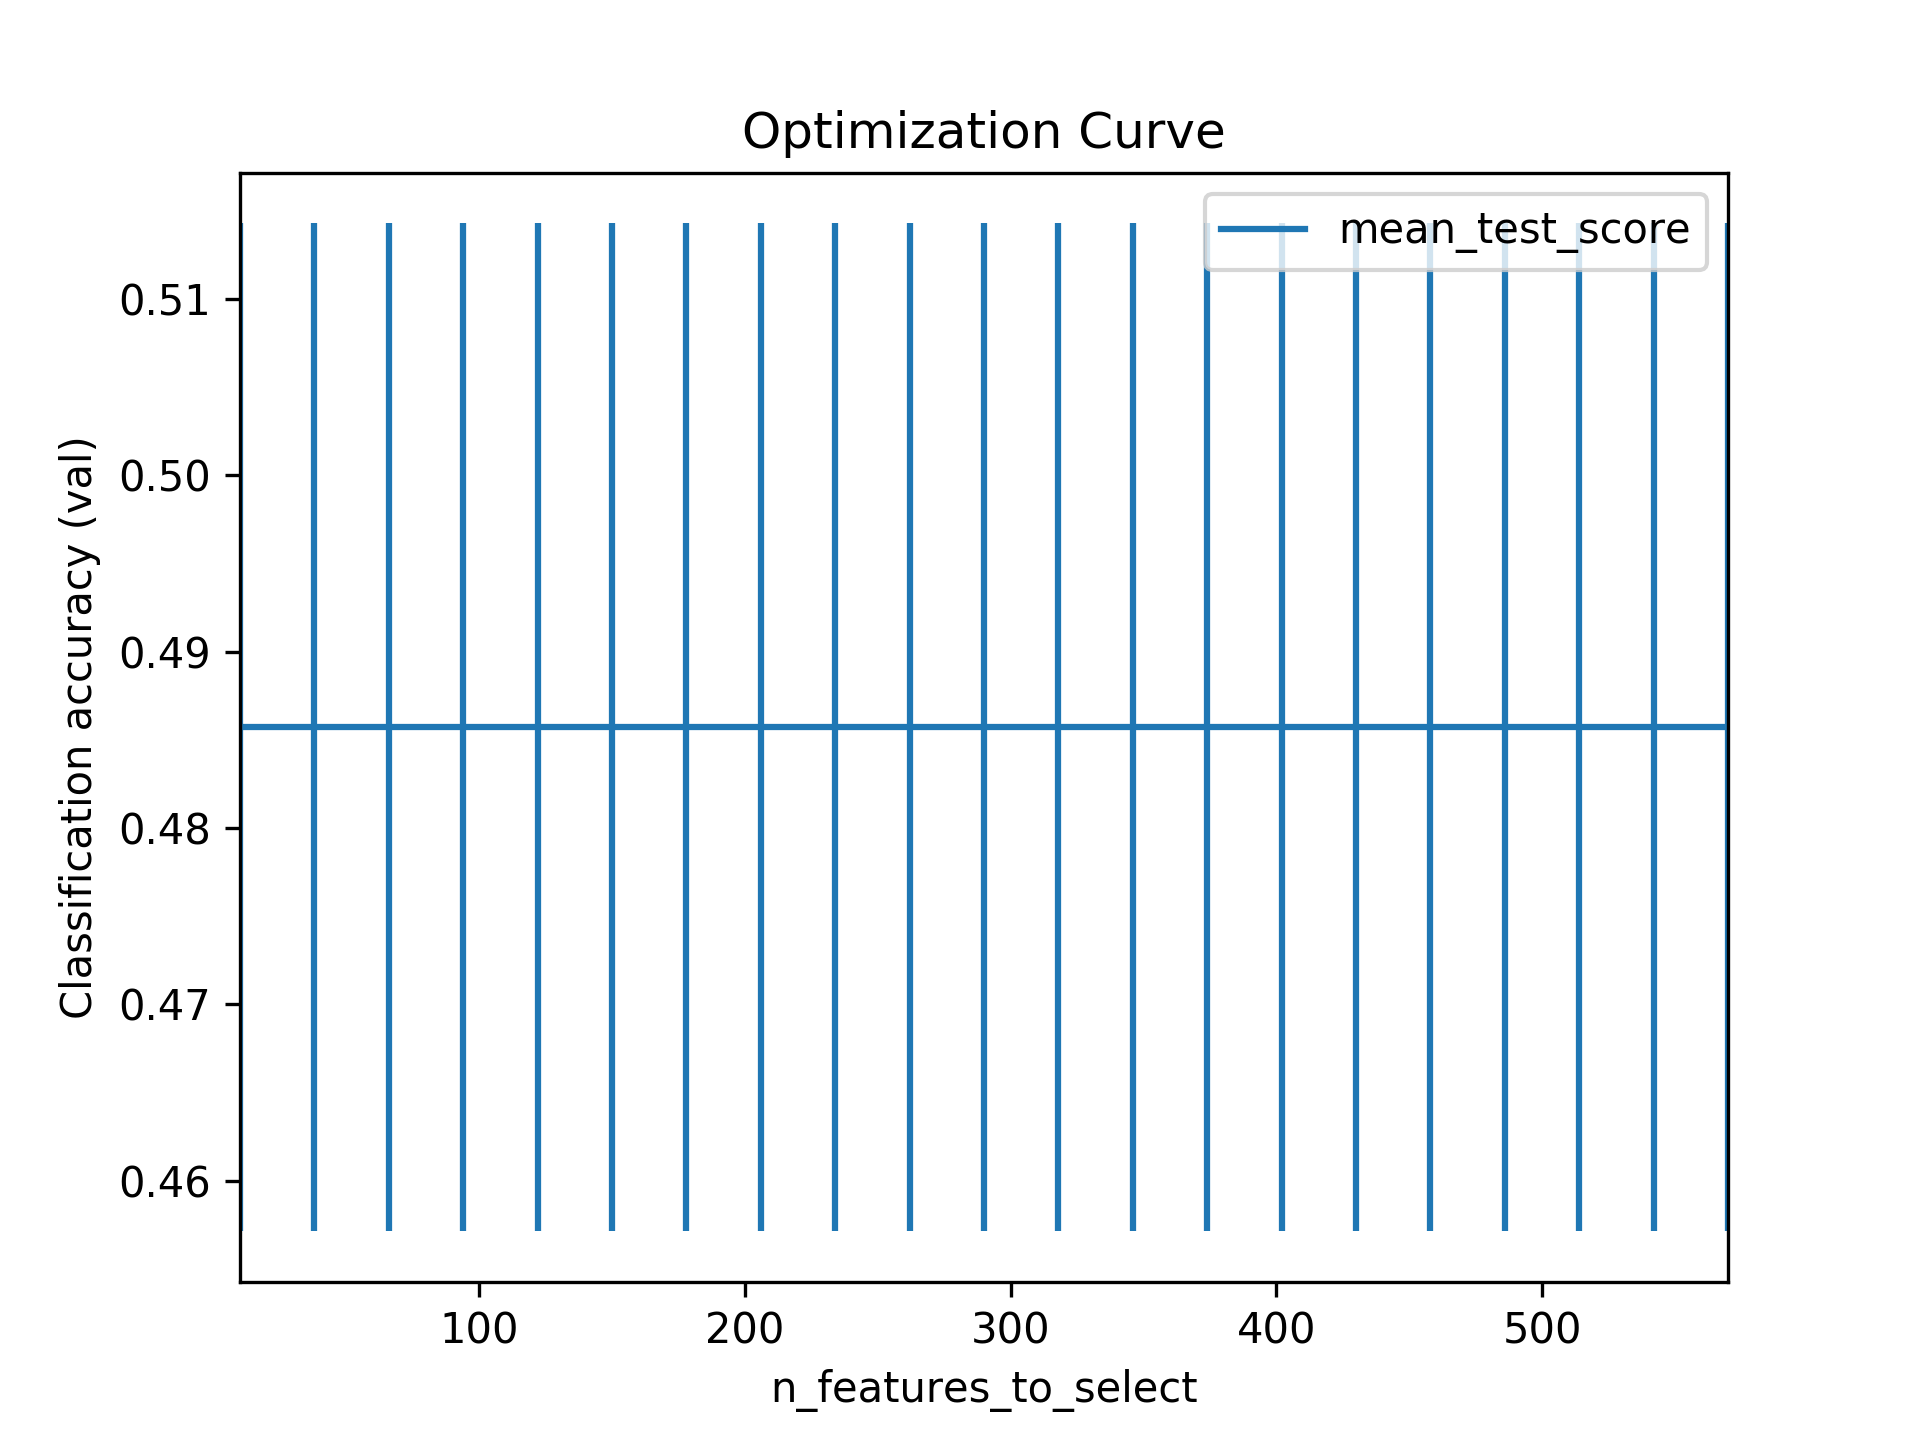 Optimization Curve
mean_test_score
Classification accuracy (val)
0.51
0.50
0.49
0.48
0.47
0.46
100 200 300 400 500
n_features_to_select